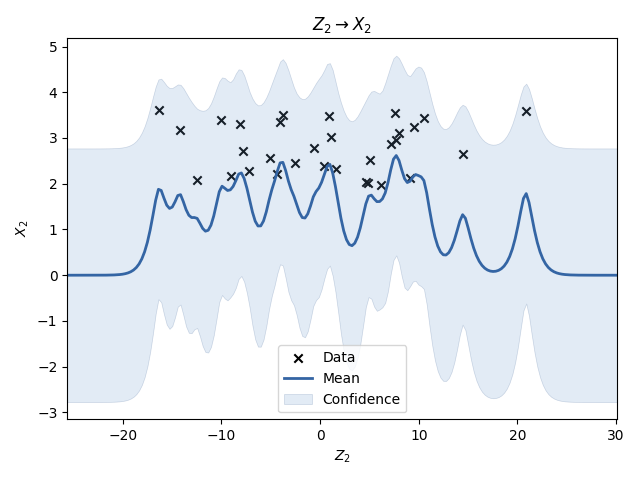 Z₂ → X₂
5
4
3
2
1
0
−1
−2
−3
X₂
−20
−10
0
10
20
30
Z₂
Data
Mean
Confidence